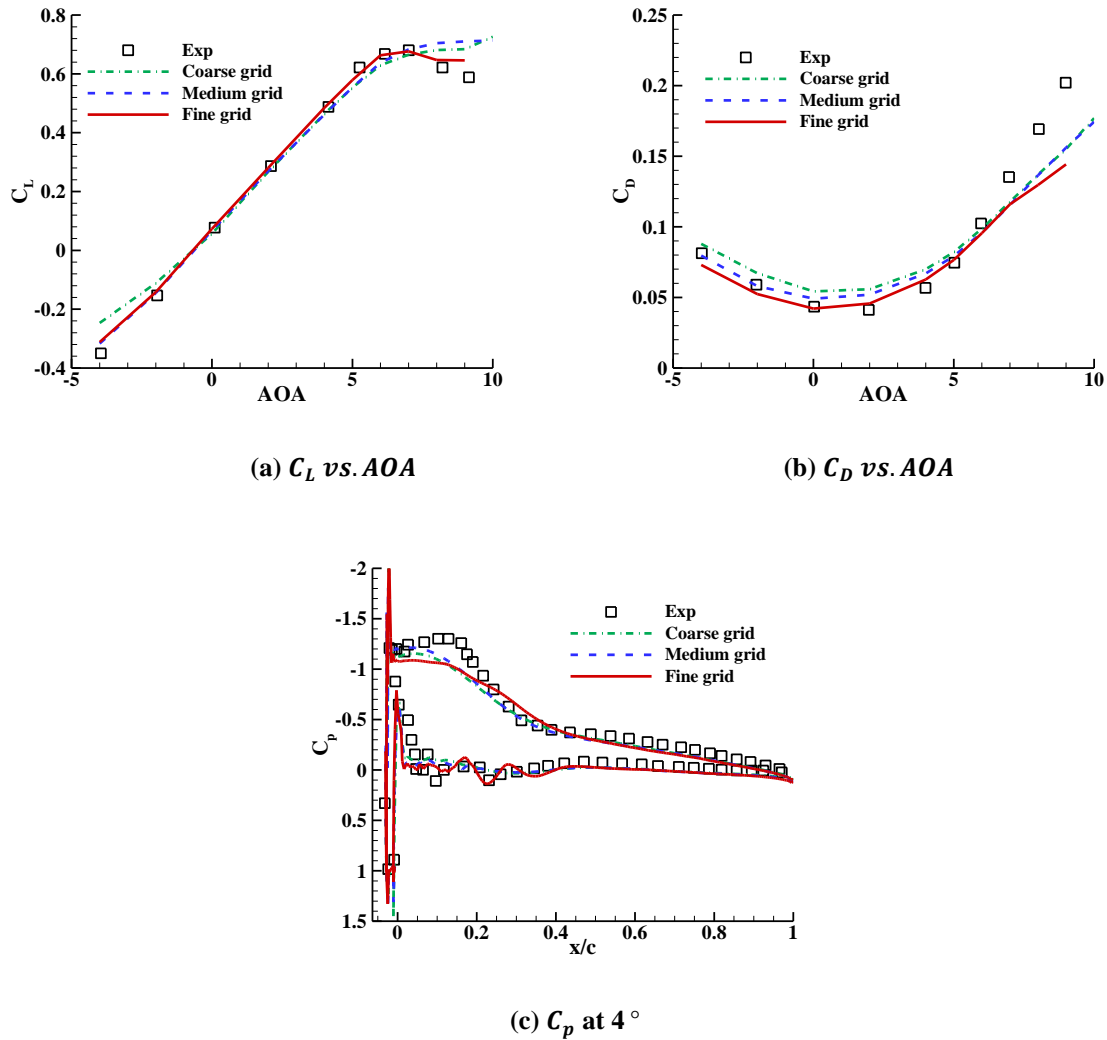 0.8
0.6
0.4
0.2
0
-0.2
-0.4
C_L
Exp
Coarse grid
Medium grid
Fine grid
-5 0 5 10
AOA
0.25
0.2
0.15
0.1
0.05
0
C_D
Exp
Coarse grid
Medium grid
Fine grid
-5 0 5 10
AOA
(a) C_L vs. AOA
(b) C_D vs. AOA
-2
-1.5
-1
-0.5
0
0.5
1
1.5
C_p
Exp
Coarse grid
Medium grid
Fine grid
0 0.2 0.4 0.6 0.8 1
x/c
(c) C_p at 4°